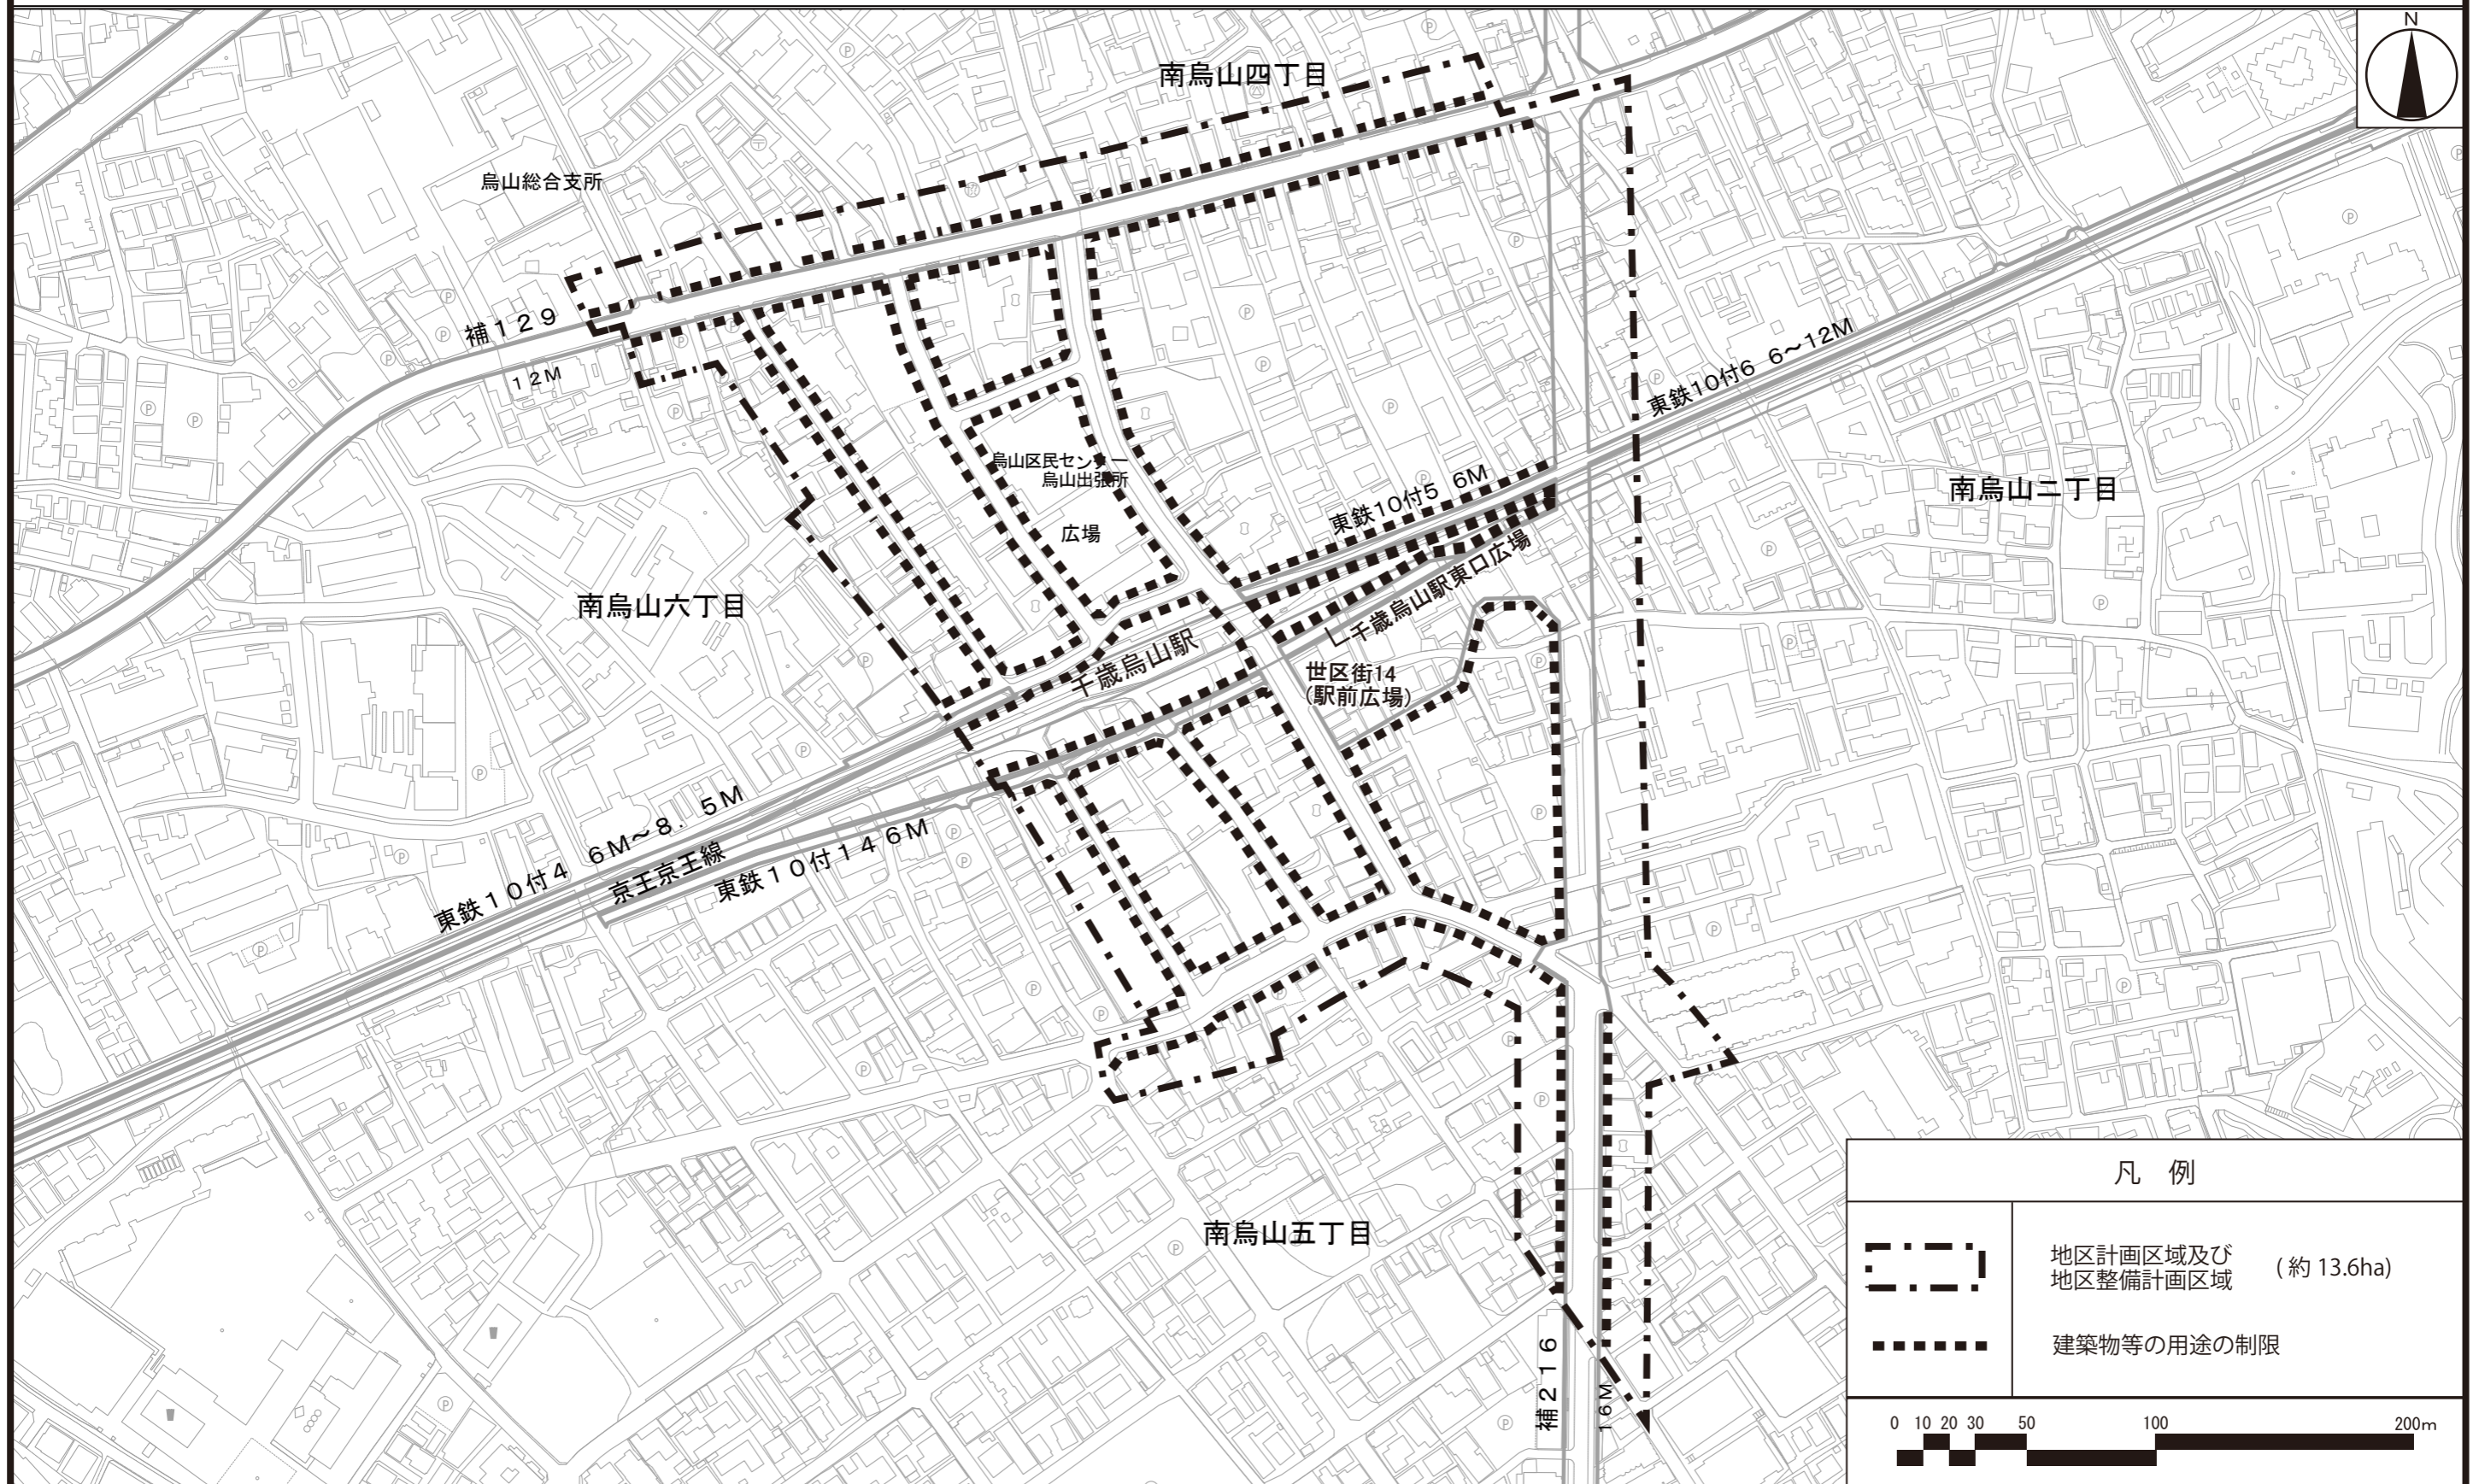 N
南烏山四丁目
烏山総合支所
補129
12M
東鉄10付6 6～12M
烏山区民センター
烏山出張所
東鉄10付5 6M
南烏山二丁目
広場
千歳烏山駅東口広場
南烏山六丁目
千歳烏山駅
世区街14
(駅前広場)
東鉄10付4 6M～8．5M
京王京王線
東鉄10付14 6M
南烏山五丁目
補216
16M
凡 例
地区計画区域及び
地区整備計画区域 (約13.6ha)
建築物等の用途の制限
0 10 20 30 50 100 200m